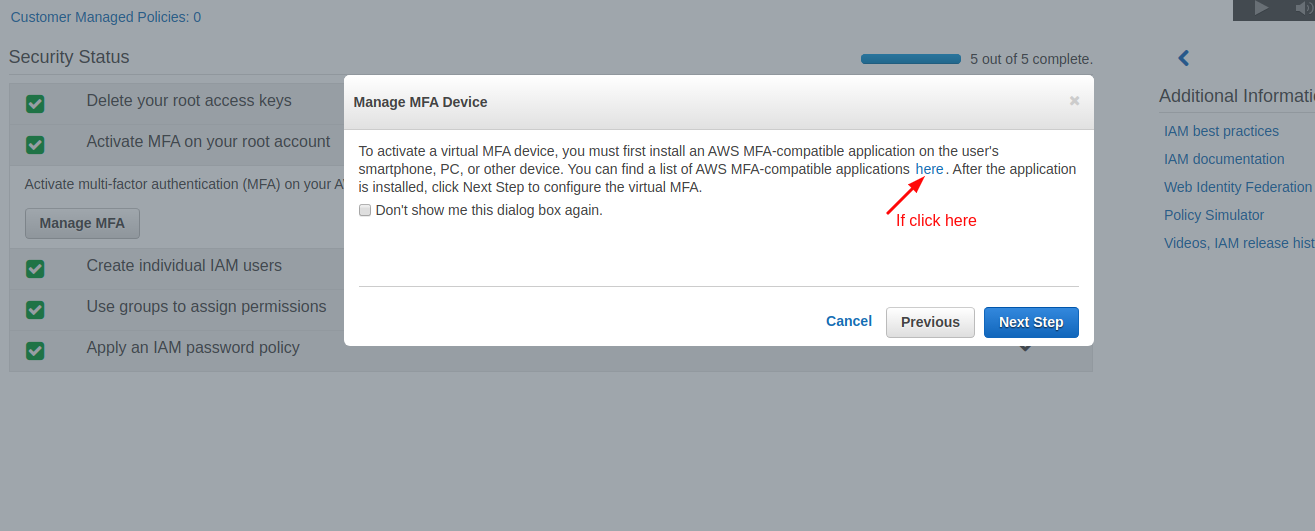 Customer Managed Policies: 0
Security Status
5 out of 5 complete.
Delete your root access keys
Activate MFA on your root account
Activate multi-factor authentication (MFA) on your A
Manage MFA
Create individual IAM users
Use groups to assign permissions
Apply an IAM password policy
Manage MFA Device
To activate a virtual MFA device, you must first install an AWS MFA-compatible application on the user's
smartphone, PC, or other device. You can find a list of AWS MFA-compatible applications here . After the application
is installed, click Next Step to configure the virtual MFA.
Don't show me this dialog box again.
If click here
Cancel
Previous
Next Step
Additional Informati
IAM best practices
IAM documentation
Web Identity Federation
Policy Simulator
Videos, IAM release hist